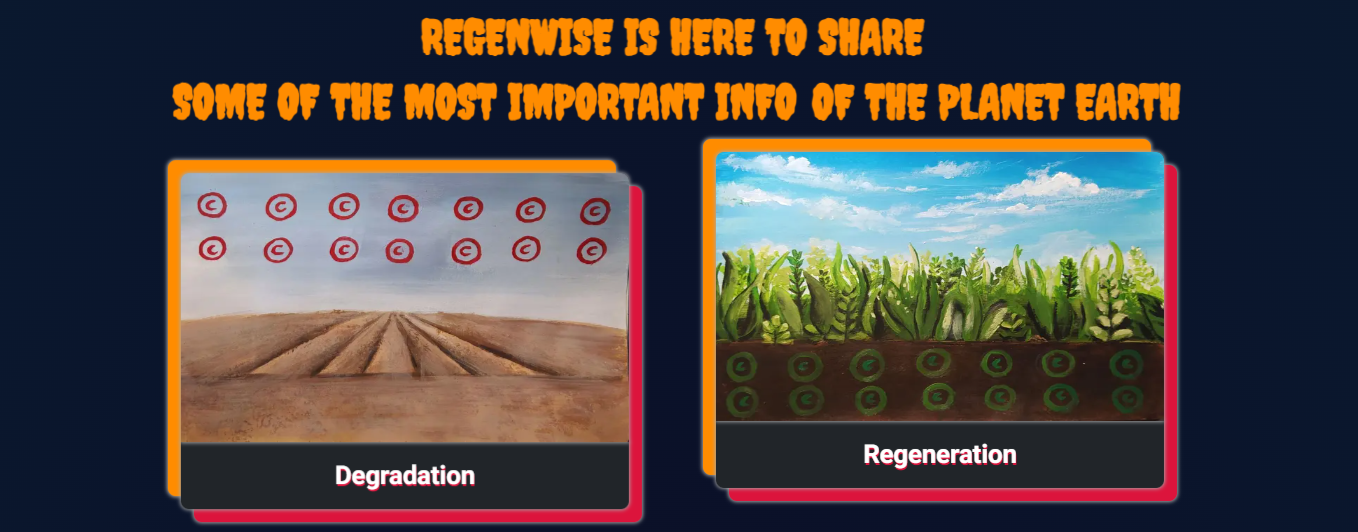 REGENWISE IS HERE TO SHARE
SOME OF THE MOST IMPORTANT INFO OF THE PLANET EARTH
C C C C C C C
C C C C C C C
C C C C C C C
C C C C C C C
Degradation
Regeneration